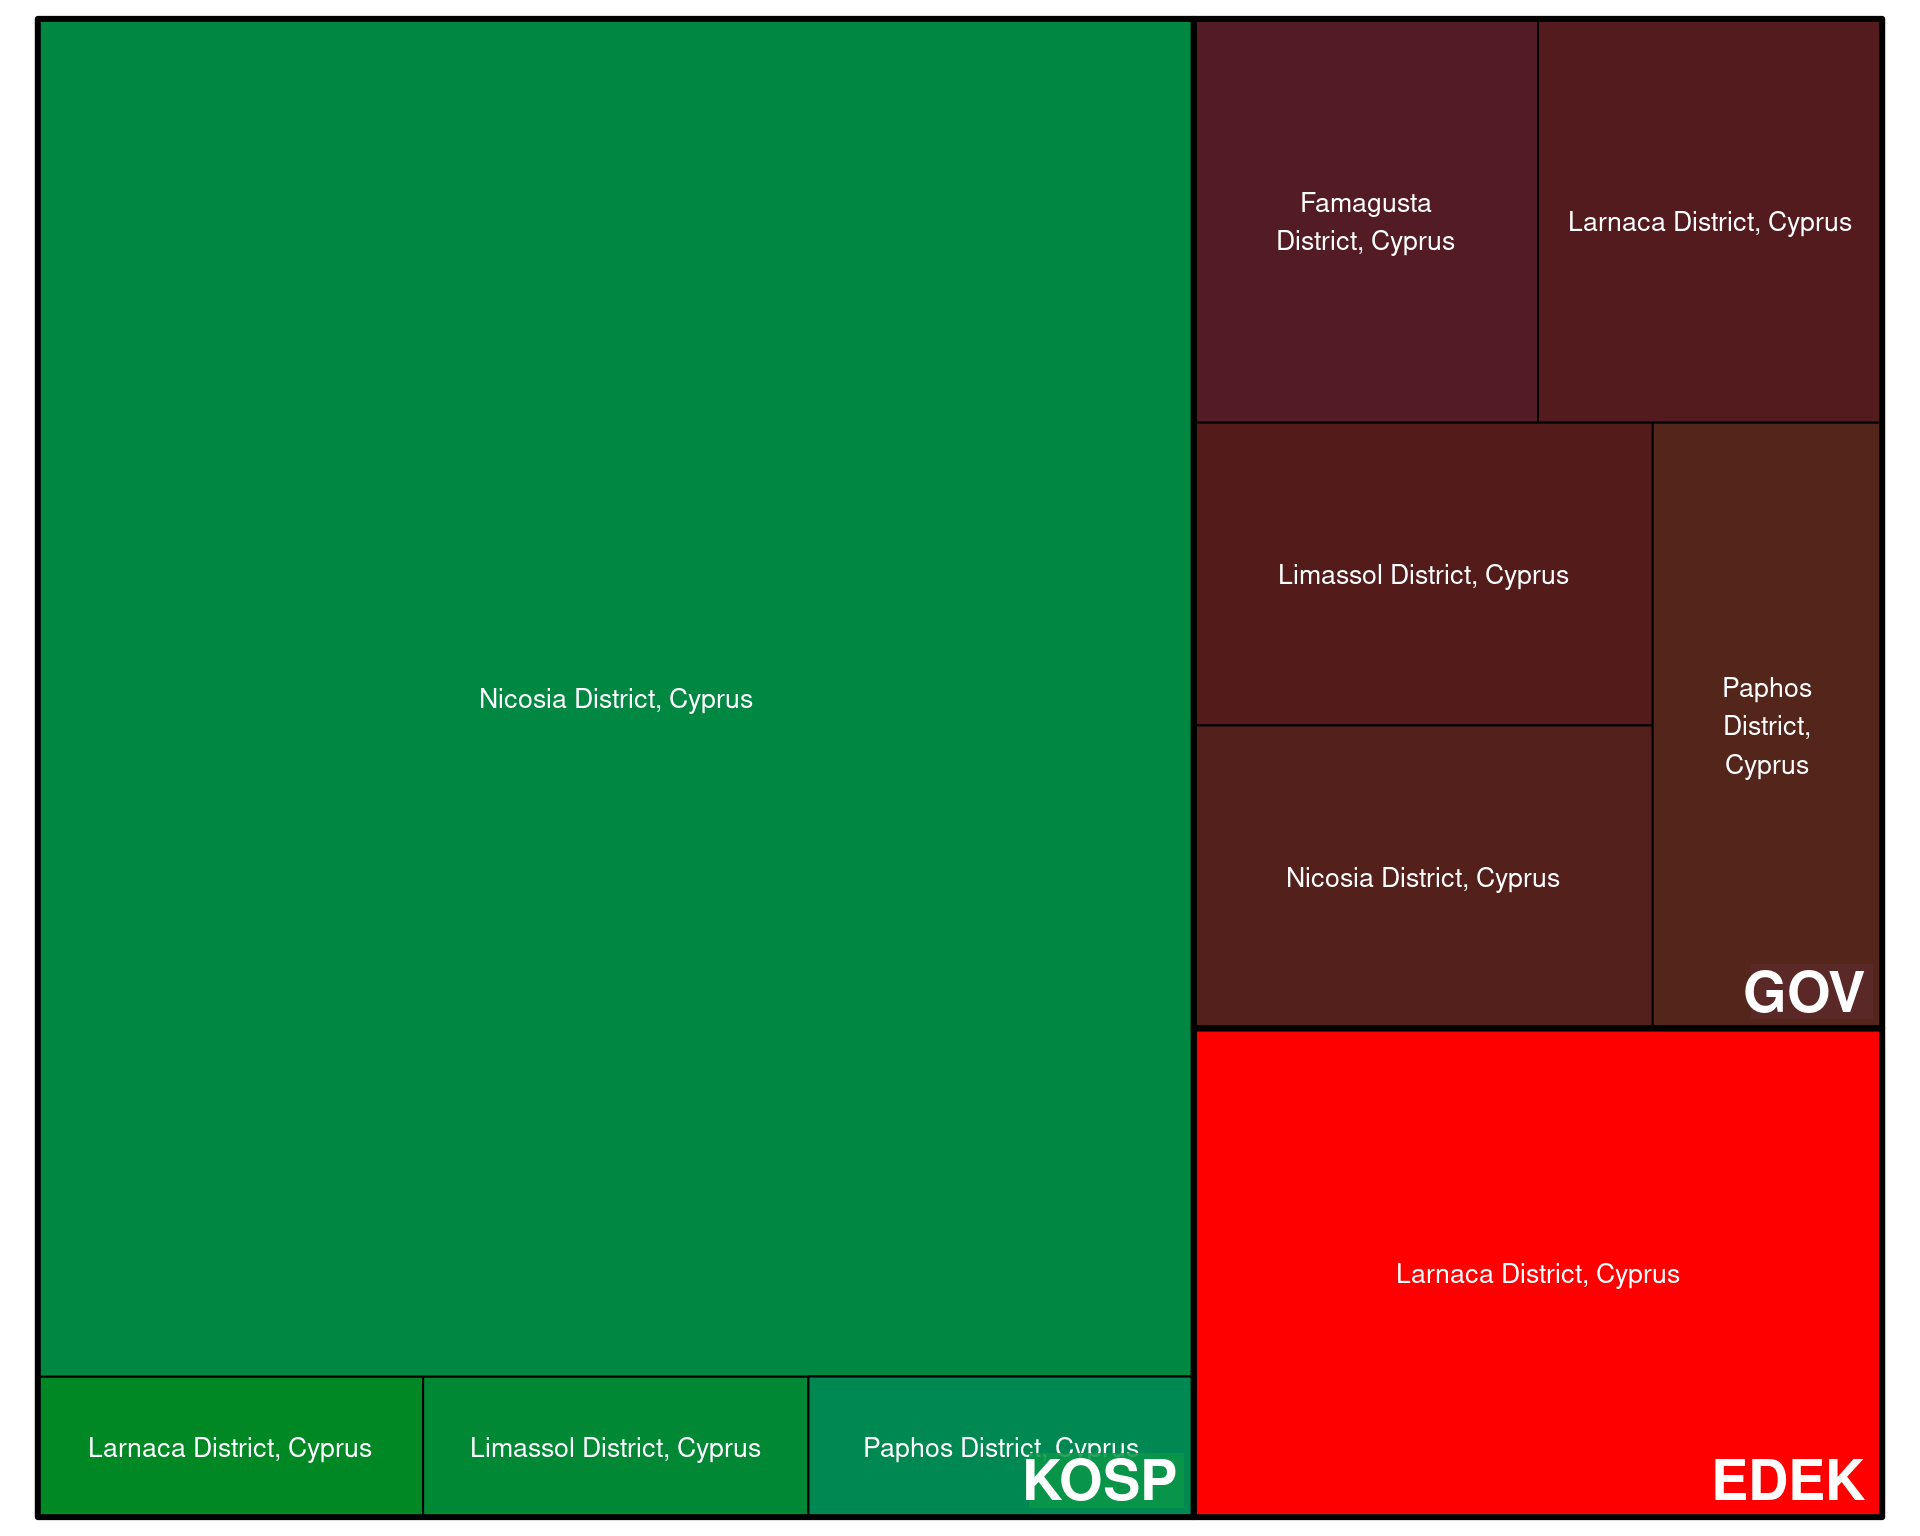 Nicosia District, Cyprus
Larnaca District, Cyprus
Limassol District, Cyprus
Paphos District, Cyprus
KOSP
Famagusta
District, Cyprus
Larnaca District, Cyprus
Limassol District, Cyprus
Nicosia District, Cyprus
Paphos
District,
Cyprus
GOV
Larnaca District, Cyprus
EDEK